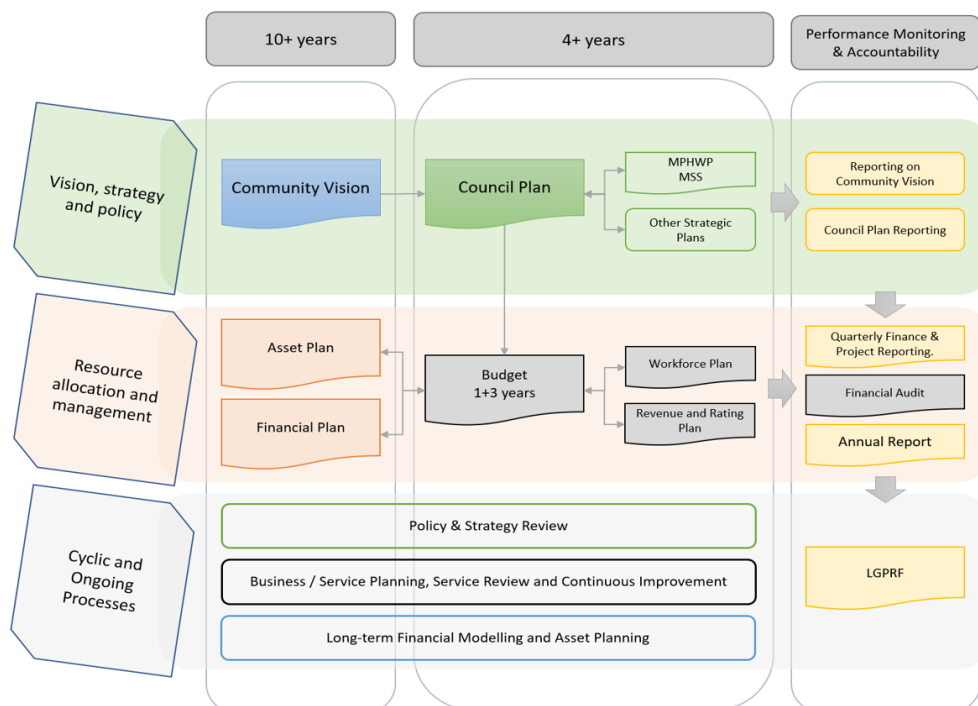 10+ years
4+ years
Performance Monitoring
& Accountability
Vision, strategy
and policy
Community Vision
Council Plan
MPHWP
MSS
Other Strategic
Plans
Reporting on
Community Vision
Council Plan Reporting
Resource
allocation and
management
Asset Plan
Financial Plan
Budget
1+3 years
Workforce Plan
Revenue and Rating
Plan
Quarterly Finance &
Project Reporting.
Financial Audit
Annual Report
Cyclic and
Ongoing
Processes
Policy & Strategy Review
Business / Service Planning, Service Review and Continuous Improvement
Long-term Financial Modelling and Asset Planning
LGPRF